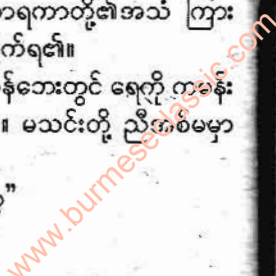 ာရကာတို့၏အသံ ကြား
က်ရ၏။
န်ဘေးတွင် ရေကို ကမန်း
။ မသင်းတို့ ညီအစ်မမှာ
”
www.burmeseclassic.com